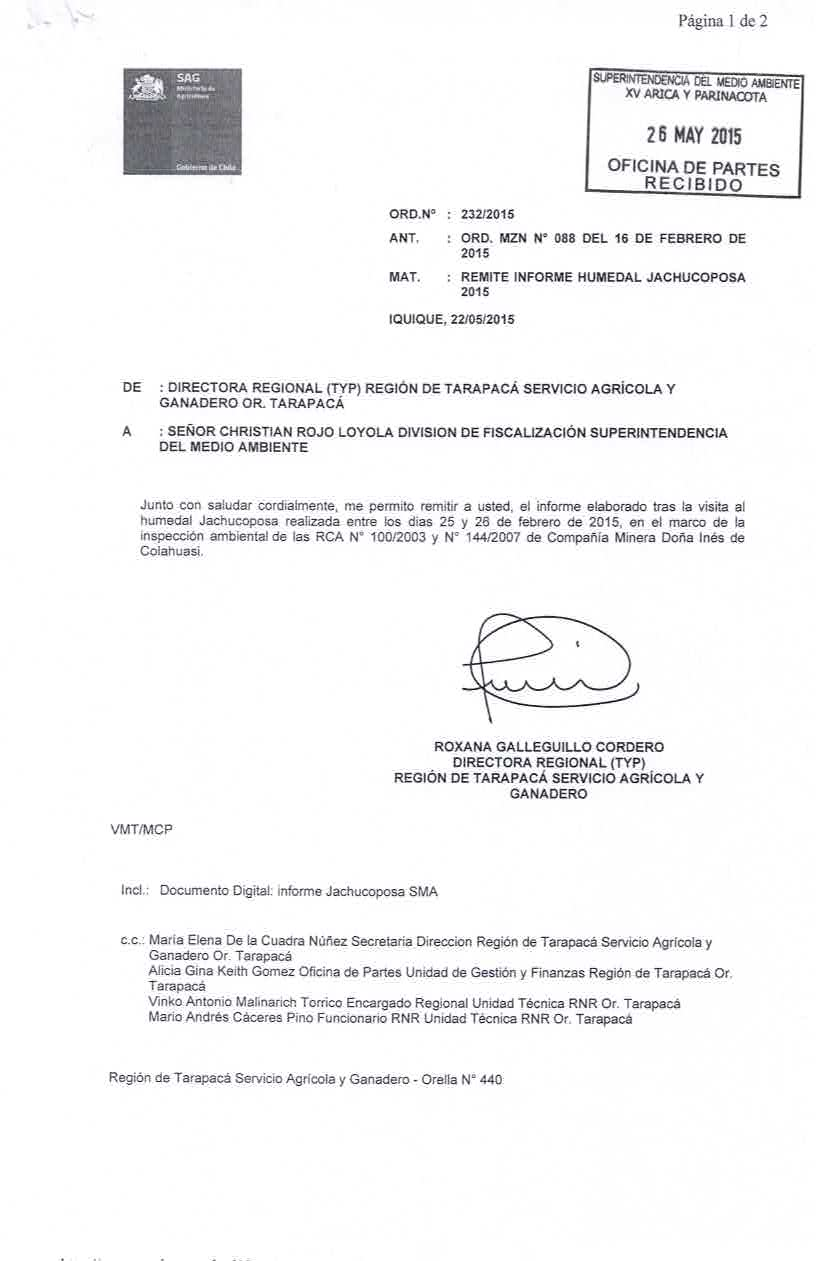 Página 1 de 2
SAG
Ministerio de
Agricultura
Gobierno de Chile
SUPERINTENDENCIA DEL MEDIO AMBIENTE
XV ARICA Y PARINACOTA
26 MAY 2015
OFICINA DE PARTES
RECIBIDO
ORD.N° : 232/2015
ANT. : ORD. MZN N° 088 DEL 16 DE FEBRERO DE
2015
MAT. : REMITE INFORME HUMEDAL JACHUCOPOSA
2015
IQUIQUE, 22/05/2015
DE : DIRECTORA REGIONAL (TYP) REGIÓN DE TARAPACÁ SERVICIO AGRÍCOLA Y
GANADERO OR. TARAPACÁ
A : SEÑOR CHRISTIAN ROJO LOYOLA DIVISION DE FISCALIZACIÓN SUPERINTENDENCIA
DEL MEDIO AMBIENTE
Junto con saludar cordialmente, me permito remitir a usted, el informe elaborado tras la visita al
humedal Jachucoposa realizada entre los días 25 y 26 de febrero de 2015, en el marco de la
inspección ambiental de las RCA N° 100/2003 y N° 144/2007 de Compañía Minera Doña Inés de
Colahuasi.
ROXANA GALLEGUILLO CORDERO
DIRECTORA REGIONAL (TYP)
REGIÓN DE TARAPACÁ SERVICIO AGRÍCOLA Y
GANADERO
VMT/MCP
Incl.: Documento Digital: informe Jachucoposa SMA
c.c.: María Elena De la Cuadra Núñez Secretaria Direccion Región de Tarapacá Servicio Agrícola y
Ganadero Or. Tarapacá
Alicia Gina Keith Gomez Oficina de Partes Unidad de Gestión y Finanzas Región de Tarapacá Or.
Tarapacá
Vinko Antonio Malinarich Torrico Encargado Regional Unidad Técnica RNR Or. Tarapacá
Mario Andrés Cáceres Pino Funcionario RNR Unidad Técnica RNR Or. Tarapacá
Región de Tarapacá Servicio Agrícola y Ganadero - Orella N° 440